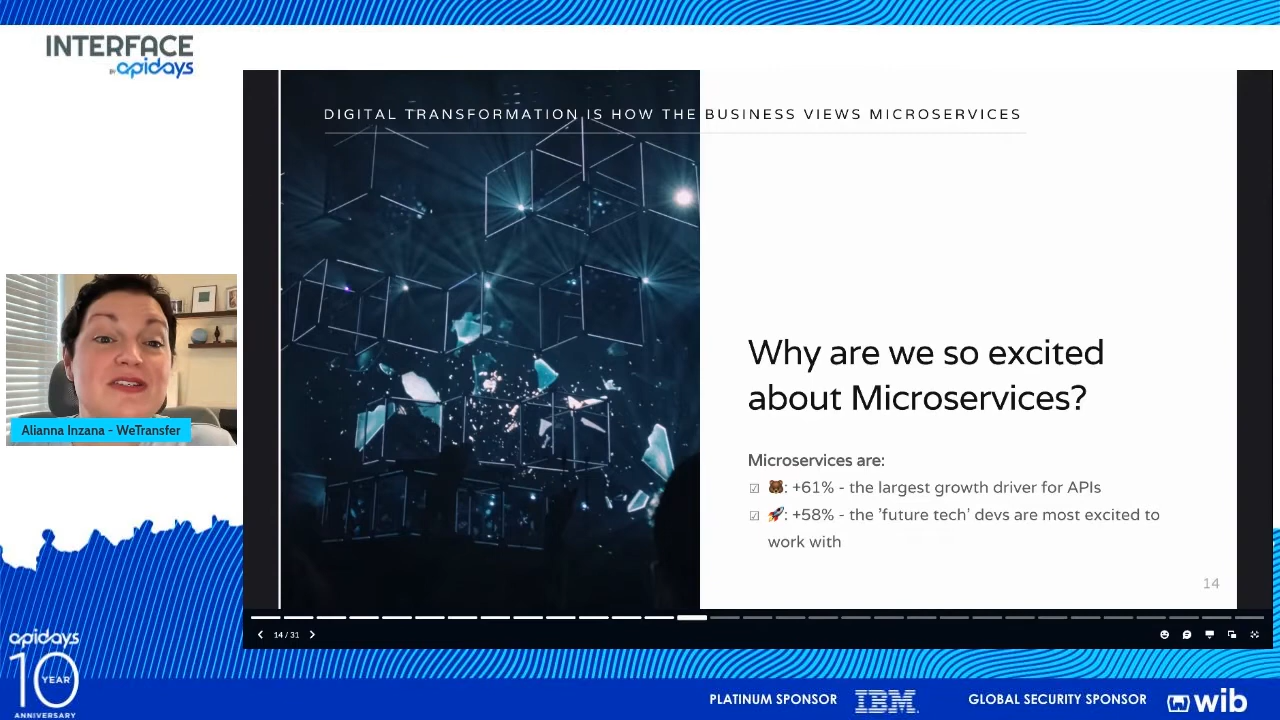 INTERFACE
BY apidays
DIGITAL TRANSFORMATION IS HOW THE BUSINESS VIEWS MICROSERVICES
Why are we so excited
about Microservices?
Microservices are:
☑ 🐻: +61% - the largest growth driver for APIs
☑ 🚀: +58% - the 'future tech' devs are most excited to
work with
14
Alianna Inzana - WeTransfer
14 / 31
apidays
10
YEAR
ANNIVERSARY
PLATINUM SPONSOR
IBM
GLOBAL SECURITY SPONSOR
wib